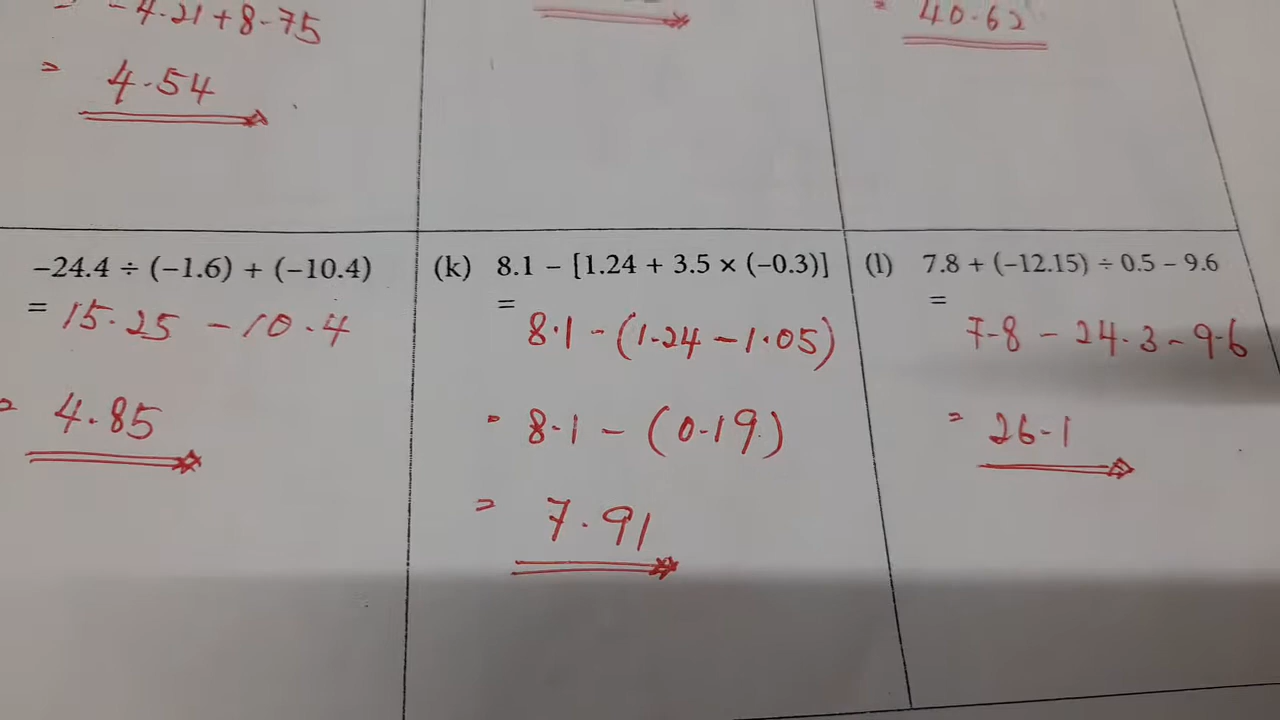 = -4.21 + 8.75
= 4.54
= 40.62
-24.4 ÷ (-1.6) + (-10.4)
= 15.25 - 10.4
= 4.85
(k) 8.1 - [1.24 + 3.5 × (-0.3)]
= 8.1 - (1.24 - 1.05)
= 8.1 - (0.19)
= 7.91
(l) 7.8 + (-12.15) ÷ 0.5 - 9.6
= 7.8 - 24.3 - 9.6
= 26.1